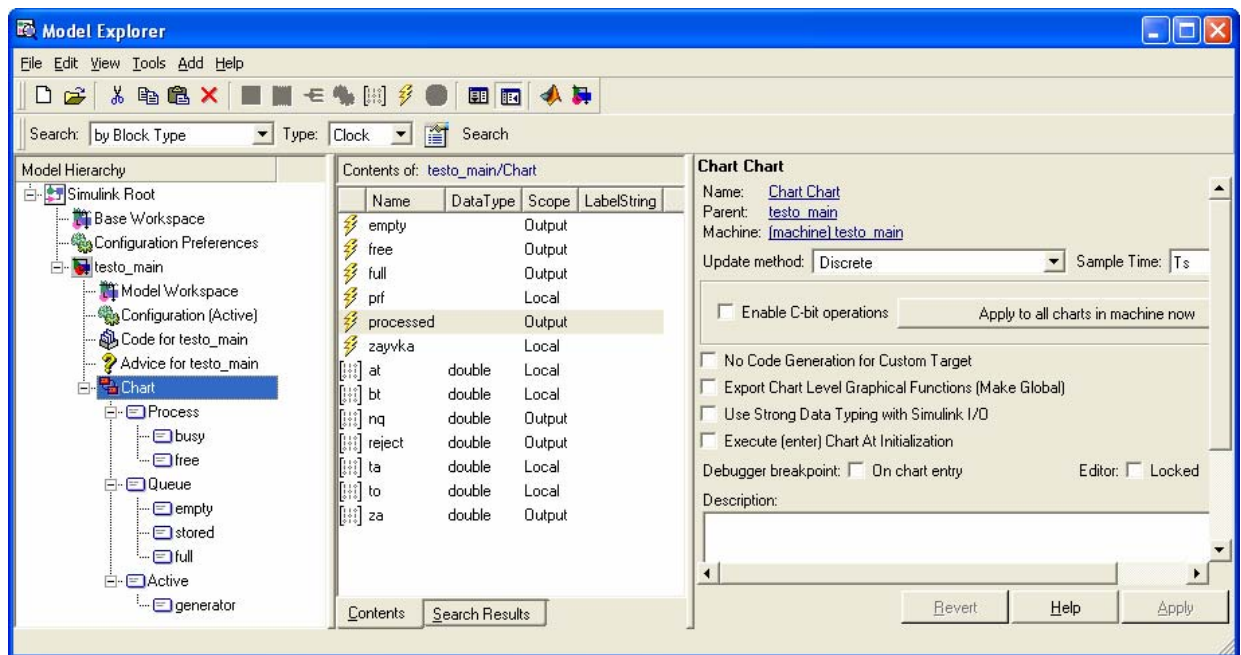 Model Explorer
File Edit View Tools Add Help
Search: by Block Type Type: Clock Search
Model Hierarchy
Simulink Root
Base Workspace
Configuration Preferences
testo_main
Model Workspace
Configuration (Active)
Code for testo_main
Advice for testo_main
Chart
Process
busy
free
Queue
empty
stored
full
Active
generator
Contents of: testo_main/Chart
Name DataType Scope LabelString
empty Output
free Output
full Output
prf Local
processed Output
zayvka Local
at double Local
bt double Local
nq double Output
reject double Output
ta double Local
to double Local
za double Output
Contents Search Results
Chart Chart
Name: Chart Chart
Parent: testo_main
Machine: (machine) testo_main
Update method: Discrete Sample Time: Ts
Enable C-bit operations Apply to all charts in machine now
No Code Generation for Custom Target
Export Chart Level Graphical Functions (Make Global)
Use Strong Data Typing with Simulink I/O
Execute (enter) Chart At Initialization
Debugger breakpoint: On chart entry Editor: Locked
Description:
Revert Help Apply